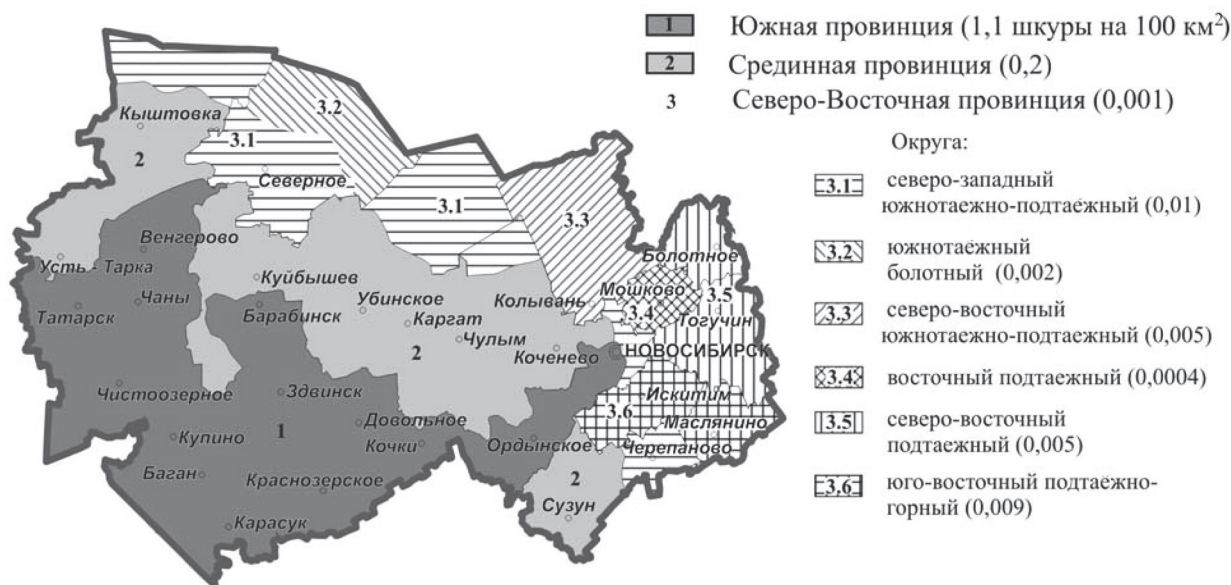 1 Южная провинция (1,1 шкуры на 100 км²)
2 Срединная провинция (0,2)
3 Северо-Восточная провинция (0,001)
Округа:
3.1 северо-западный
южнотаежно-подтаежный (0,01)
3.2 южнотаежный
болотный (0,002)
3.3 северо-восточный
южнотаежно-подтаежный (0,005)
3.4 восточный подтаежный (0,0004)
3.5 северо-восточный
подтаежный (0,005)
3.6 юго-восточный подтаежно-
горный (0,009)
3.2
Кыштовка
3.1
2
Северное
3.1
3.3
Венгерово
Болотное
Усть - Тарка
Куйбышев
Мошково
3.5
Чаны
Убинское
Колывань
Татарск
Барабинск
Каргат
3.4
Тогучин
Чулым
2
Коченево
НОВОСИБИРСК
Чистоозерное
Здвинск
Искитим
3.6
Довольное
Маслянино
Купино
1
Кочки
Ордынское
Черепаново
Баган
Краснозерское
2
Сузун
Карасук